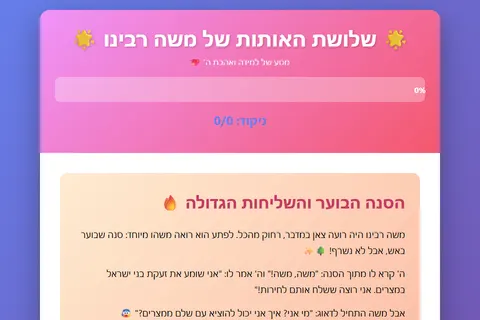 🌟 שלושת האותות של משה רבינו 🌟
מסע של למידה ואהבת ה'
0%
ניקוד: 0/0
הסנה הבוער והשליחות הגדולה 🔥
משה רבינו היה רועה צאן במדבר, רחוק מהכל. לפתע הוא רואה משהו מיוחד: סנה שבוער
באש, אבל לא נשרף!
ה' קרא לו מתוך הסנה: "משה, משה!" וה' אמר לו: "אני שומע את זעקת בני ישראל
במצרים. אני רוצה ששלח אותם לחירות!"
אבל משה התחיל לדאוג: "מי אני? איך אני יכול להוציא עם שלם ממצרים?"